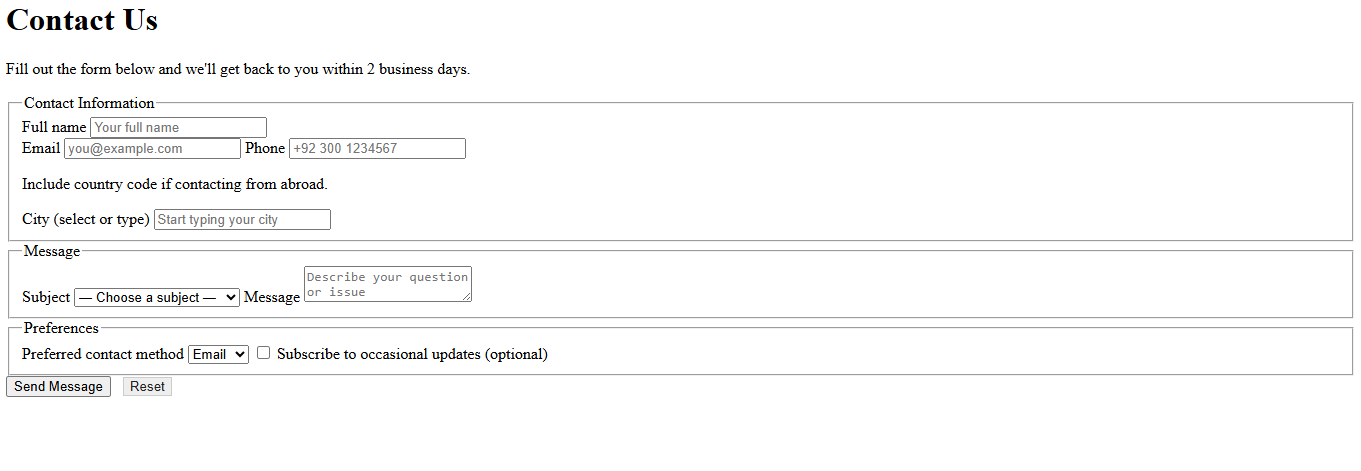 Contact Us
Fill out the form below and we'll get back to you within 2 business days.
Contact Information
Full name Your full name
Email you@example.com Phone +92 300 1234567
Include country code if contacting from abroad.
City (select or type) Start typing your city
Message
Subject — Choose a subject — Message Describe your question
or issue
Preferences
Preferred contact method Email Subscribe to occasional updates (optional)
Send Message Reset